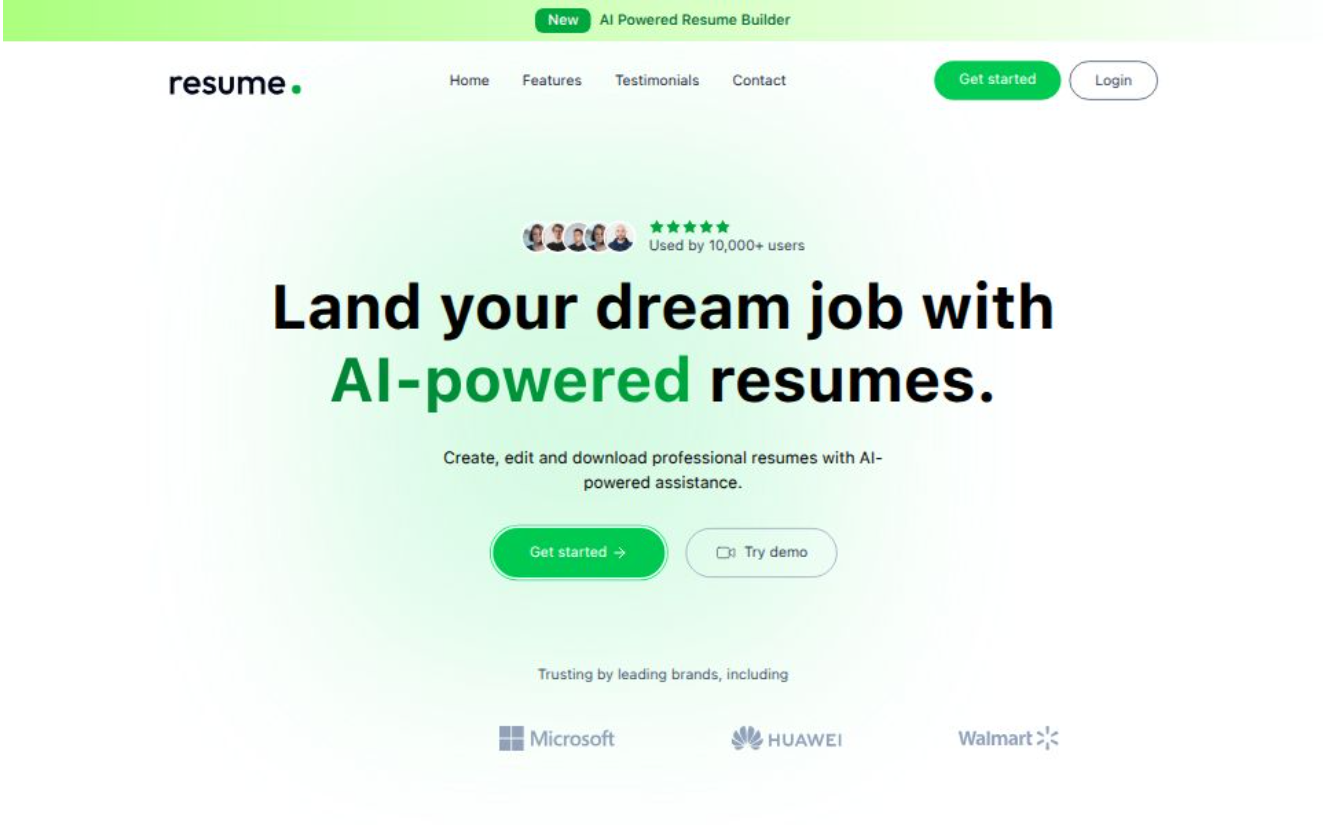 New AI Powered Resume Builder
resume.
Home Features Testimonials Contact
Get started Login
Used by 10,000+ users
Land your dream job with
AI-powered resumes.
Create, edit and download professional resumes with AI-
powered assistance.
Get started → Try demo
Trusting by leading brands, including
Microsoft HUAWEI Walmart